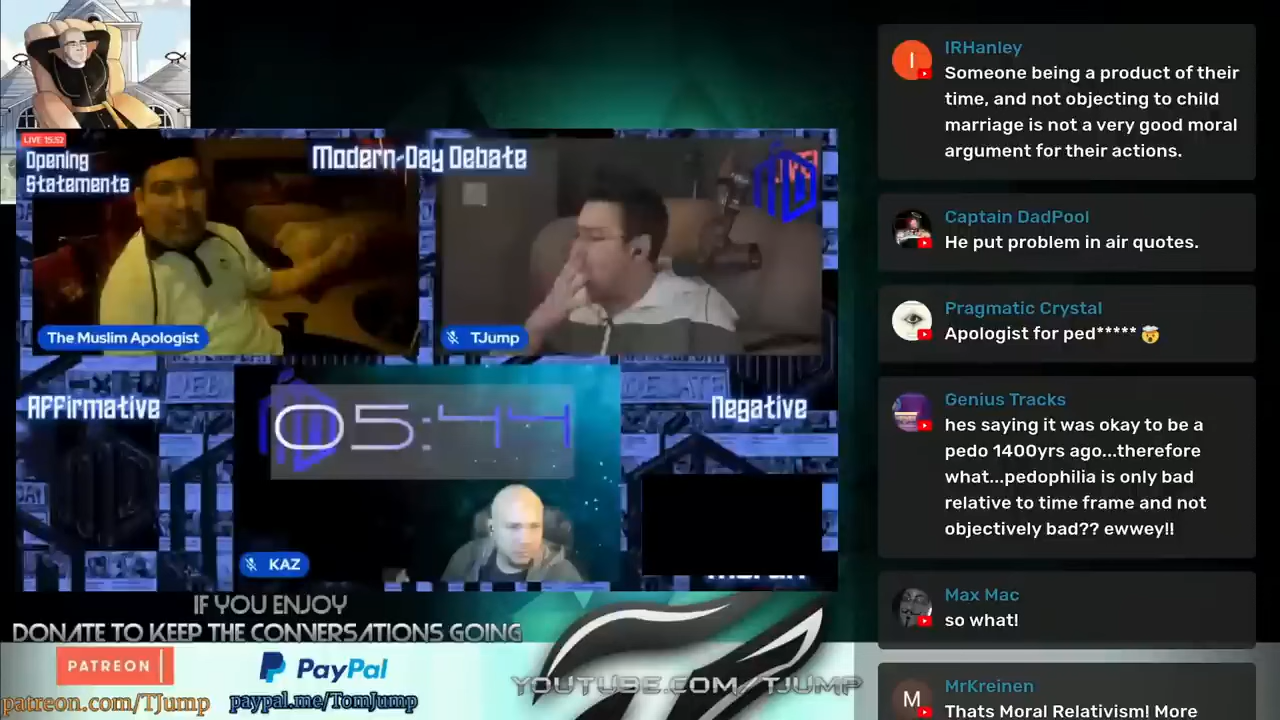 LIVE 15:52
Opening
Statements
Modern-Day Debate
The Muslim Apologist
TJump
Affirmative
Negative
05:44
KAZ
IF YOU ENJOY
DONATE TO KEEP THE CONVERSATIONS GOING
PATREON
PayPal
patreon.com/TJump
paypal.me/TomJump
YOUTUBE.COM/TJUMP
IRHanley
Someone being a product of their
time, and not objecting to child
marriage is not a very good moral
argument for their actions.
Captain DadPool
He put problem in air quotes.
Pragmatic Crystal
Apologist for ped***** 🤯
Genius Tracks
hes saying it was okay to be a
pedo 1400yrs ago...therefore
what...pedophilia is only bad
relative to time frame and not
objectively bad?? ewwey!!
Max Mac
so what!
M
MrKreinen
Thats Moral Relativism! More